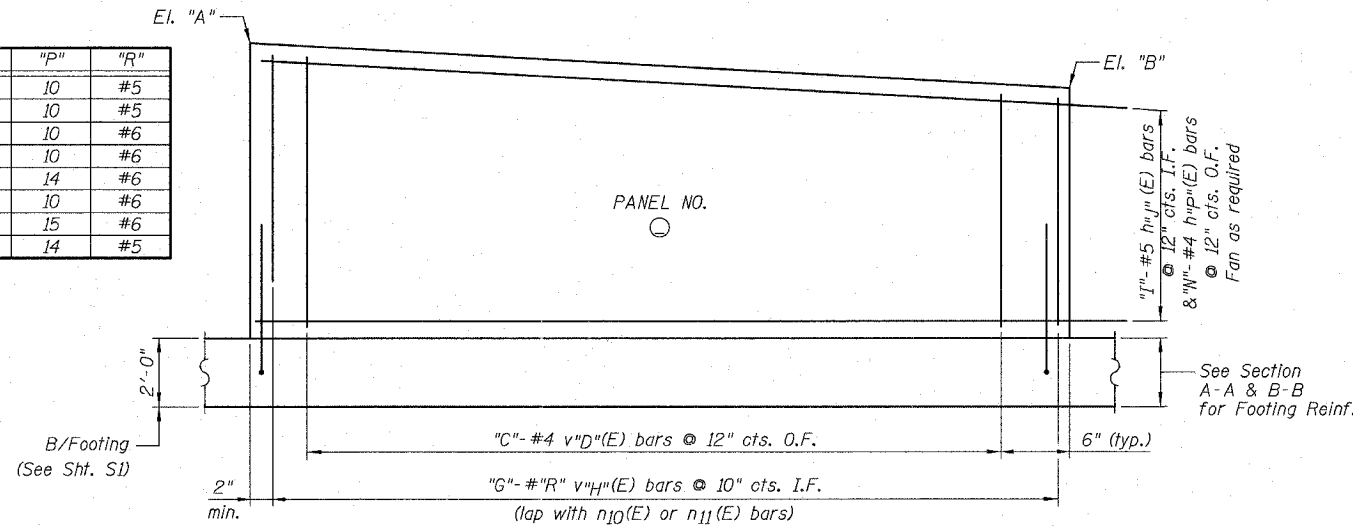 El. "A"
"P" "R"
10 #5
10 #5
10 #6
10 #6
14 #6
10 #6
15 #6
14 #5
El. "B"
PANEL NO.
"I"- #5 h"J"(E) bars
@ 12" cts. I.F.
& "N"- #4 h"P"(E) bars
@ 12" cts. O.F.
Fan as required
2'-0"
See Section
A-A & B-B
for Footing Reinf.
B/Footing
(See Sht. S1)
"C"- #4 v"D"(E) bars @ 12" cts. O.F.
6" (typ.)
2"
min.
"G"- #"R" v"H"(E) bars @ 10" cts. I.F.
(lap with n10(E) or n11(E) bars)